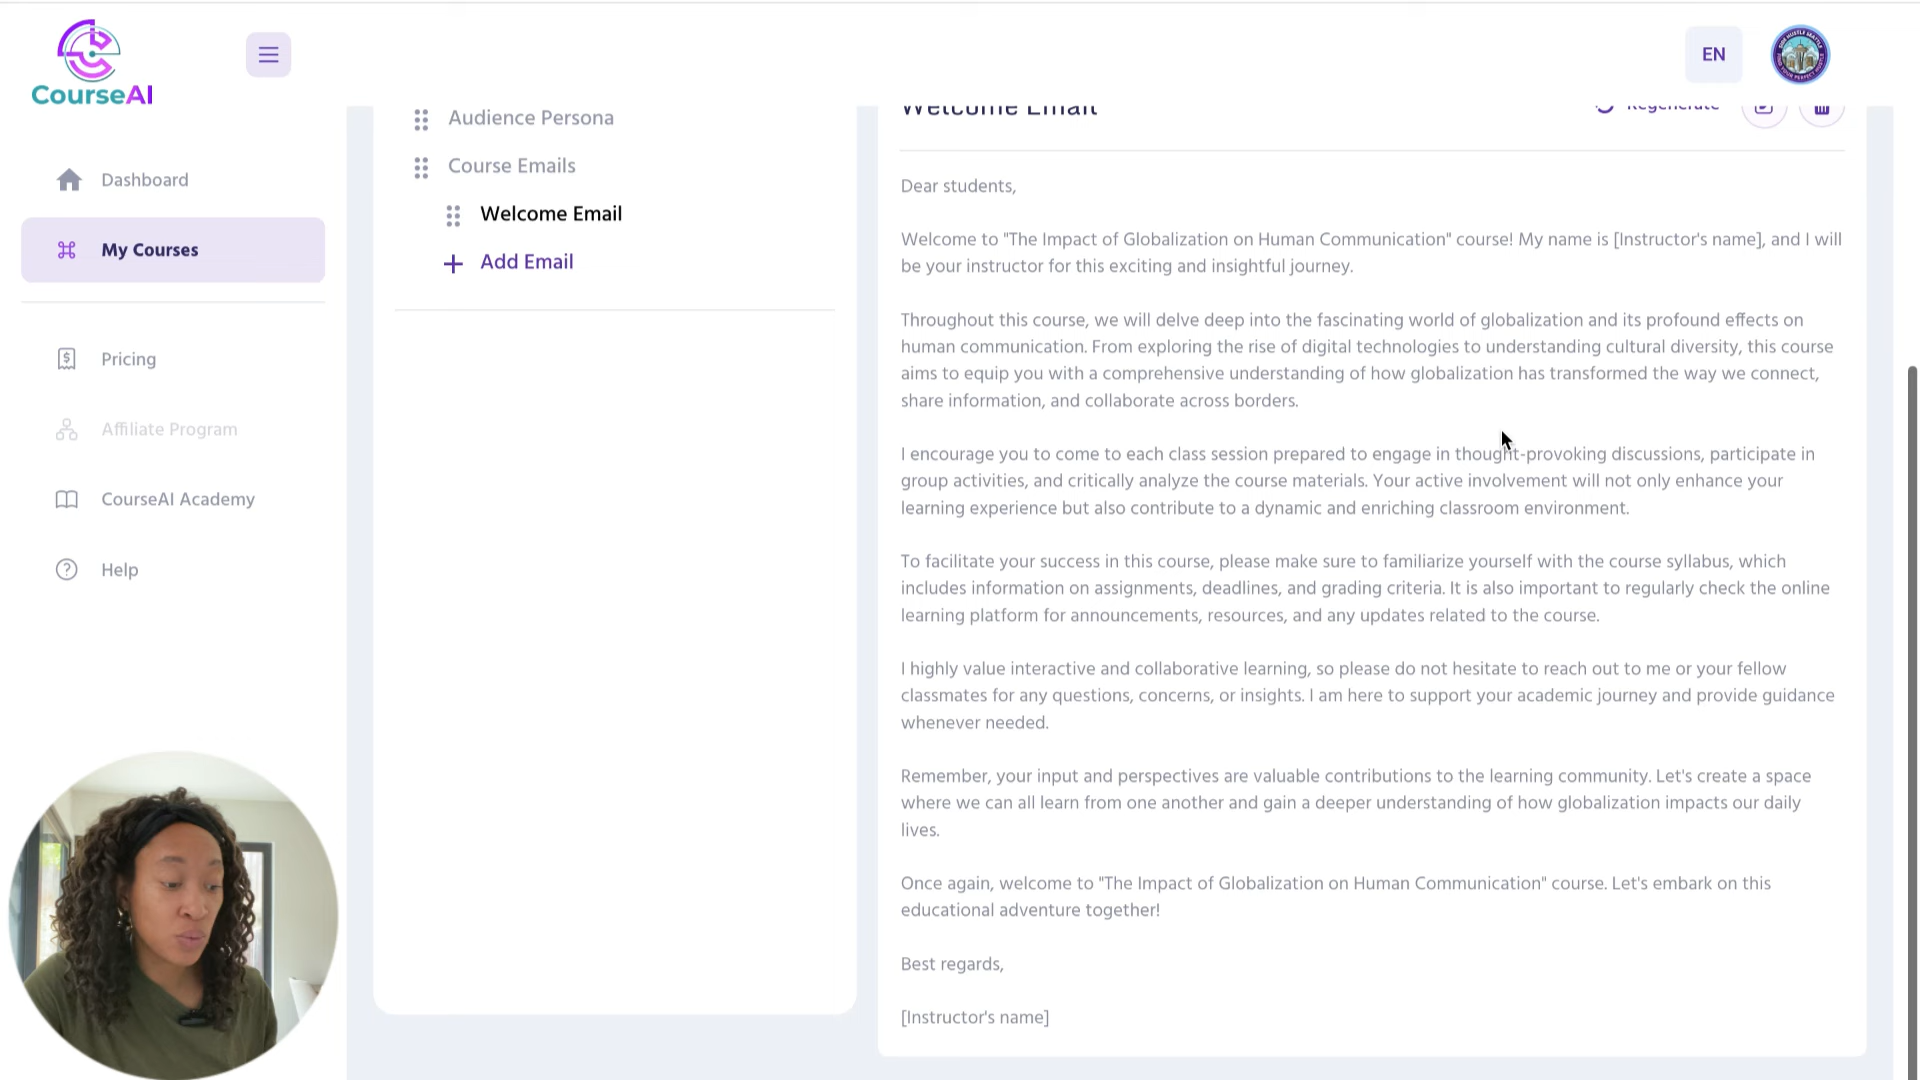 CourseAI
EN
Dashboard
My Courses
Pricing
Affiliate Program
CourseAI Academy
Help
Audience Persona
Course Emails
Welcome Email
Add Email
Welcome Email
Regenerate
Dear students,
Welcome to "The Impact of Globalization on Human Communication" course! My name is [Instructor's name], and I will
be your instructor for this exciting and insightful journey.
Throughout this course, we will delve deep into the fascinating world of globalization and its profound effects on
human communication. From exploring the rise of digital technologies to understanding cultural diversity, this course
aims to equip you with a comprehensive understanding of how globalization has transformed the way we connect,
share information, and collaborate across borders.
I encourage you to come to each class session prepared to engage in thought-provoking discussions, participate in
group activities, and critically analyze the course materials. Your active involvement will not only enhance your
learning experience but also contribute to a dynamic and enriching classroom environment.
To facilitate your success in this course, please make sure to familiarize yourself with the course syllabus, which
includes information on assignments, deadlines, and grading criteria. It is also important to regularly check the online
learning platform for announcements, resources, and any updates related to the course.
I highly value interactive and collaborative learning, so please do not hesitate to reach out to me or your fellow
classmates for any questions, concerns, or insights. I am here to support your academic journey and provide guidance
whenever needed.
Remember, your input and perspectives are valuable contributions to the learning community. Let's create a space
where we can all learn from one another and gain a deeper understanding of how globalization impacts our daily
lives.
Once again, welcome to "The Impact of Globalization on Human Communication" course. Let's embark on this
educational adventure together!
Best regards,
[Instructor's name]